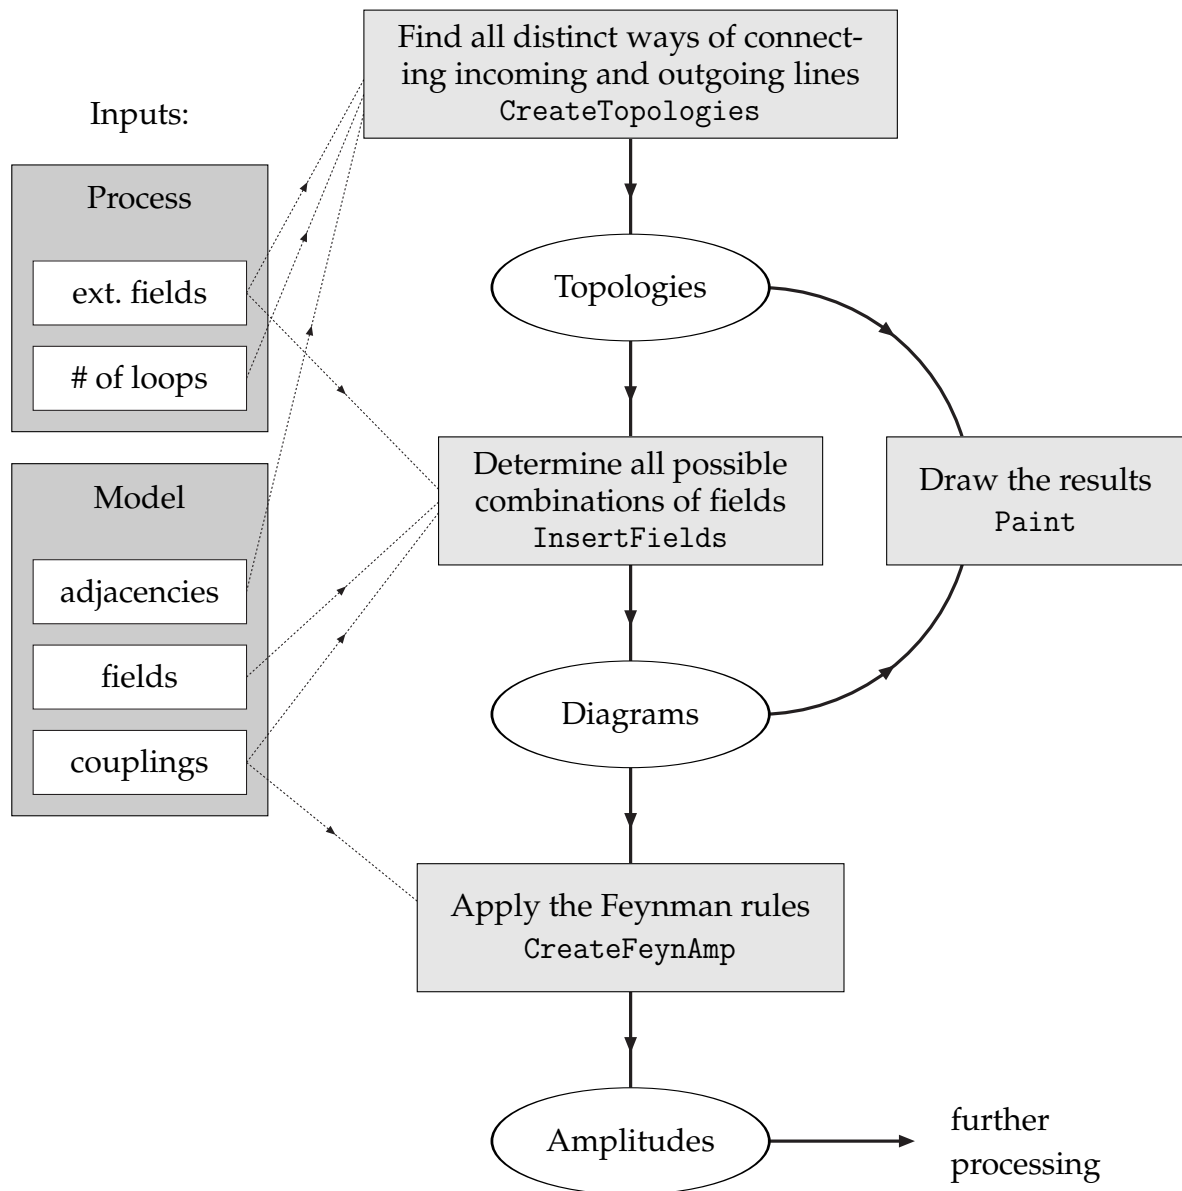 Find all distinct ways of connect-
ing incoming and outgoing lines
CreateTopologies
Inputs:
Process
ext. fields
# of loops
Topologies
Model
adjacencies
fields
couplings
Determine all possible
combinations of fields
InsertFields
Draw the results
Paint
Diagrams
Apply the Feynman rules
CreateFeynAmp
Amplitudes
further
processing